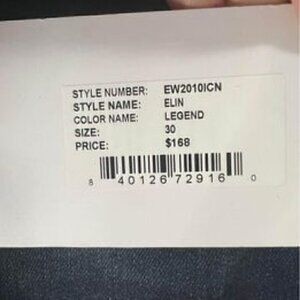 STYLE NUMBER: EW2010ICN
STYLE NAME: ELIN
COLOR NAME: LEGEND
SIZE: 30
PRICE: $168
8 40126 72916 0